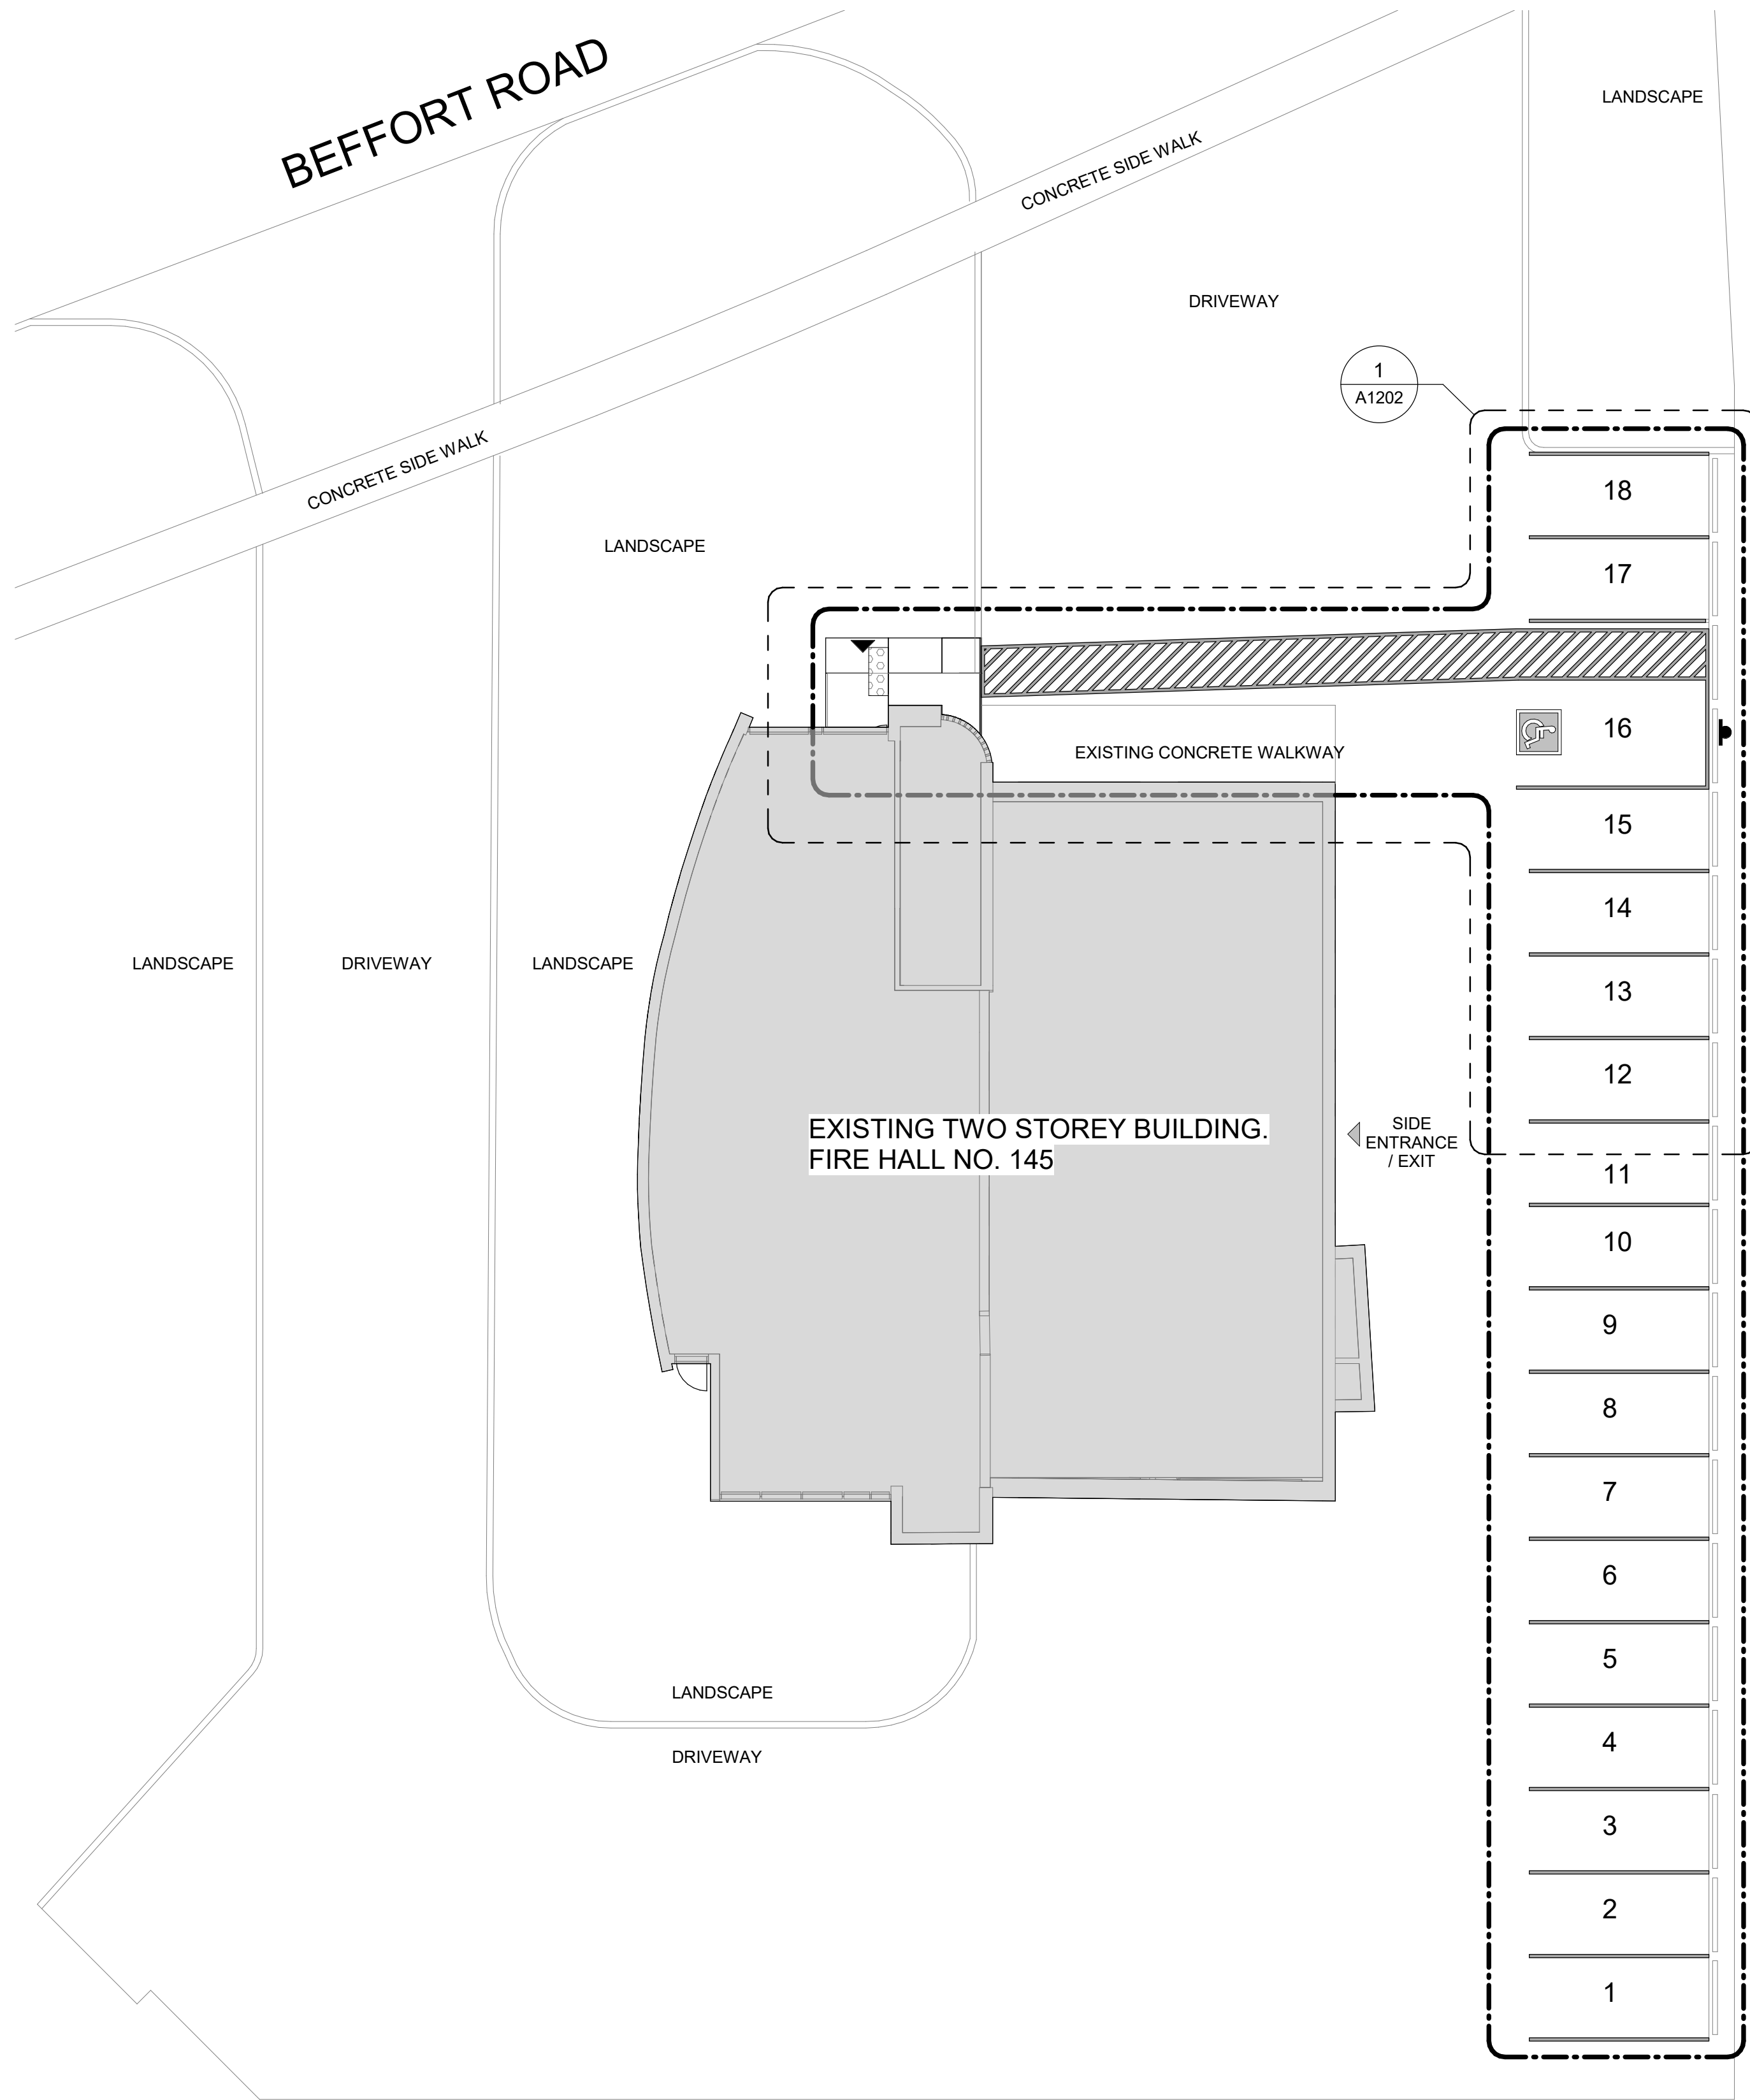 BEFFORT ROAD
LANDSCAPE
CONCRETE SIDE WALK
DRIVEWAY
1
A1202
CONCRETE SIDE WALK
18
LANDSCAPE
17
16
EXISTING CONCRETE WALKWAY
15
14
LANDSCAPE
DRIVEWAY
LANDSCAPE
13
12
EXISTING TWO STOREY BUILDING.
FIRE HALL NO. 145
SIDE
ENTRANCE
/ EXIT
11
10
9
8
7
6
5
LANDSCAPE
4
DRIVEWAY
3
2
1